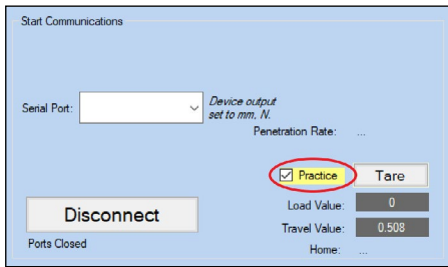 Start Communications
Serial Port:
Device output
set to mm, N.
Penetration Rate: ...
Practice
Tare
Disconnect
Load Value: 0
Travel Value: 0.508
Ports Closed
Home: ...